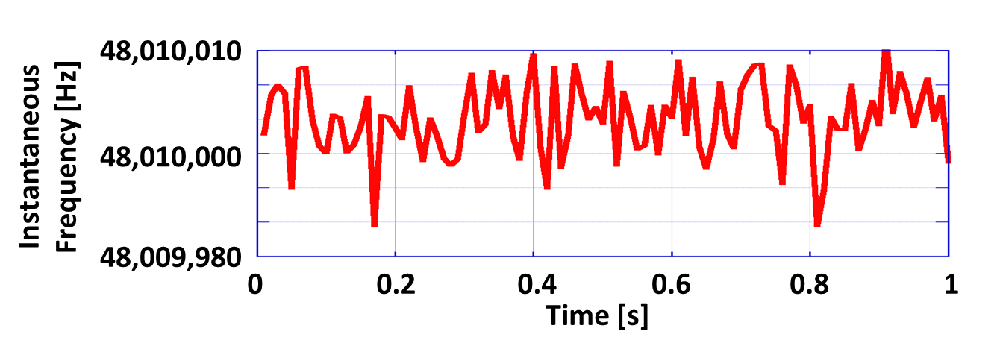 Instantaneous
Frequency [Hz]
48,010,010
48,010,000
48,009,980
0 0.2 0.4 0.6 0.8 1
Time [s]